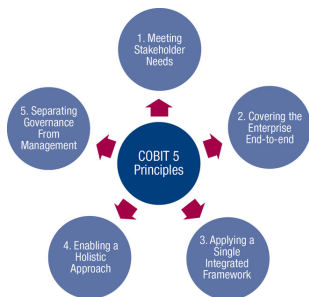 1. Meeting
Stakeholder
Needs
5. Separating
Governance
From
Management
2. Covering the
Enterprise
End-to-end
COBIT 5
Principles
4. Enabling a
Holistic
Approach
3. Applying a
Single
Integrated
Framework